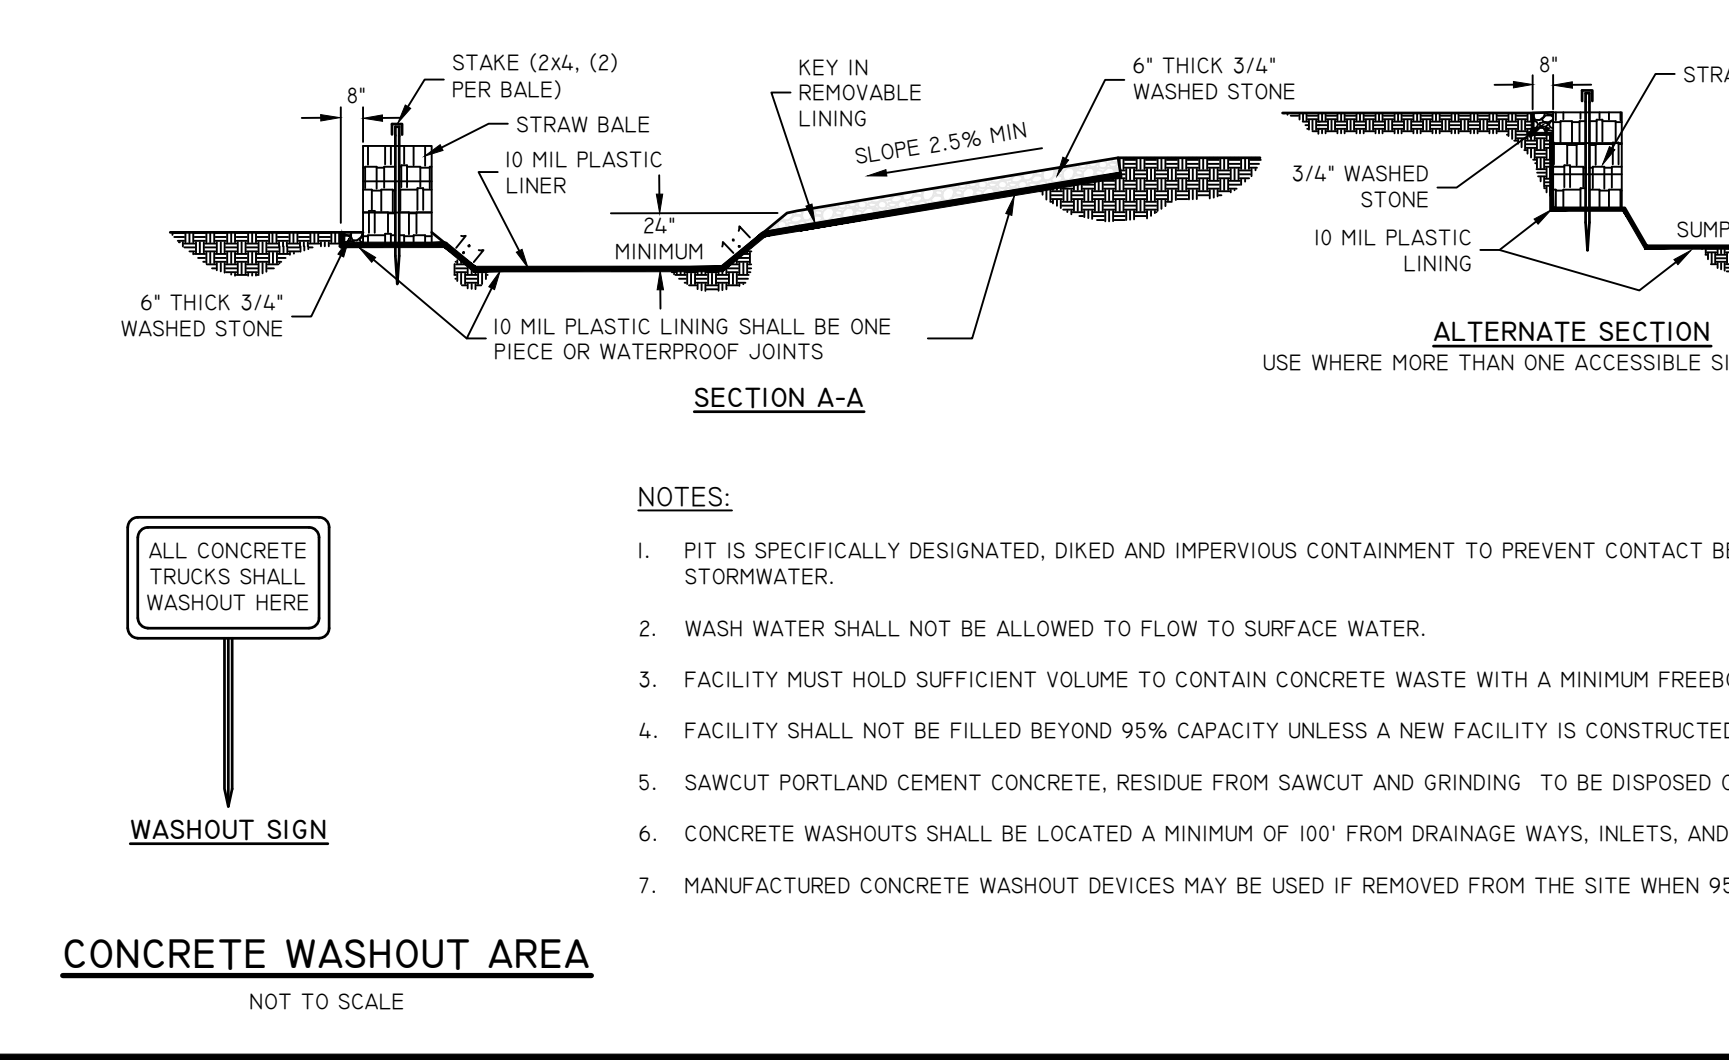 STAKE (2x4, (2)
PER BALE)
8"
STRAW BALE
10 MIL PLASTIC
LINER
KEY IN
REMOVABLE
LINING
SLOPE 2.5% MIN
6" THICK 3/4"
WASHED STONE
24"
MINIMUM
1:1
1:1
6" THICK 3/4"
WASHED STONE
10 MIL PLASTIC LINING SHALL BE ONE
PIECE OR WATERPROOF JOINTS
SECTION A-A
8"
3/4" WASHED
STONE
10 MIL PLASTIC
LINING
SUMP
ALTERNATE SECTION
USE WHERE MORE THAN ONE ACCESSIBLE
ALL CONCRETE
TRUCKS SHALL
WASHOUT HERE
WASHOUT SIGN
NOTES:
1. PIT IS SPECIFICALLY DESIGNATED, DIKED AND IMPERVIOUS CONTAINMENT TO PREVENT CONTACT
STORMWATER.
2. WASH WATER SHALL NOT BE ALLOWED TO FLOW TO SURFACE WATER.
3. FACILITY MUST HOLD SUFFICIENT VOLUME TO CONTAIN CONCRETE WASTE WITH A MINIMUM
4. FACILITY SHALL NOT BE FILLED BEYOND 95% CAPACITY UNLESS A NEW FACILITY IS CONSTRUCTED
5. SAWCUT PORTLAND CEMENT CONCRETE, RESIDUE FROM SAWCUT AND GRINDING TO BE DISPOSED
6. CONCRETE WASHOUTS SHALL BE LOCATED A MINIMUM OF 100' FROM DRAINAGE WAYS, INLETS, AND
7. MANUFACTURED CONCRETE WASHOUT DEVICES MAY BE USED IF REMOVED FROM THE SITE WHEN
CONCRETE WASHOUT AREA
NOT TO SCALE